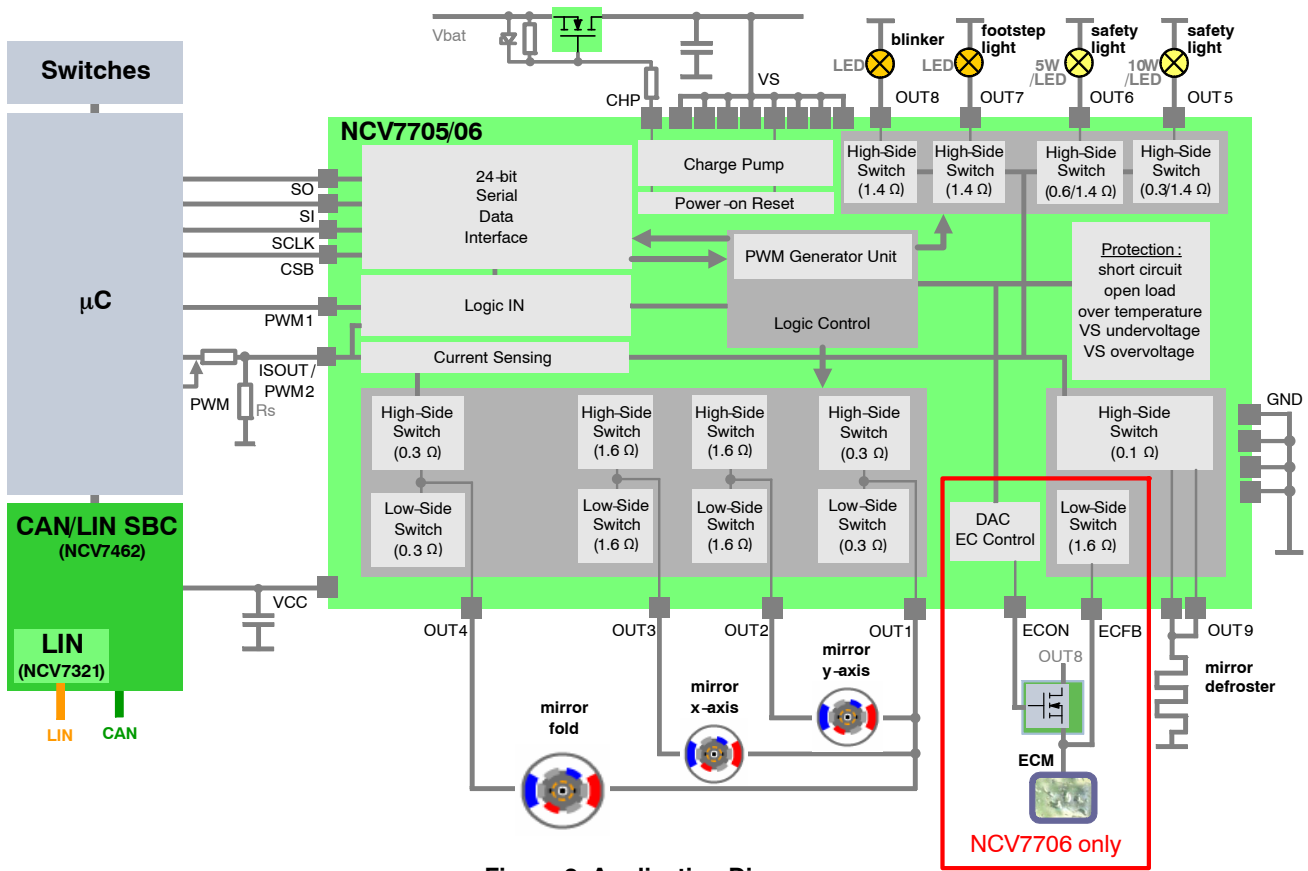 Vbat
CHP
VS
blinker
LED
OUT8
footstep
light
LED
OUT7
safety
light
5W
/LED
OUT6
safety
light
10W
/LED
OUT5
Switches
μC
NCV7705/06
SO
SI
SCLK
CSB
PWM1
ISOUT /
PWM2
PWM
Rs
24-bit
Serial
Data
Interface
Logic IN
Current Sensing
Charge Pump
Power-on Reset
PWM Generator Unit
Logic Control
High-Side
Switch
(1.4 Ω)
High-Side
Switch
(1.4 Ω)
High-Side
Switch
(0.6/1.4 Ω)
High-Side
Switch
(0.3/1.4 Ω)
Protection :
short circuit
open load
over temperature
VS undervoltage
VS overvoltage
High-Side
Switch
(0.3 Ω)
High-Side
Switch
(1.6 Ω)
High-Side
Switch
(1.6 Ω)
High-Side
Switch
(0.3 Ω)
High-Side
Switch
(0.1 Ω)
GND
Low-Side
Switch
(0.3 Ω)
Low-Side
Switch
(1.6 Ω)
Low-Side
Switch
(1.6 Ω)
Low-Side
Switch
(0.3 Ω)
DAC
EC Control
Low-Side
Switch
(1.6 Ω)
CAN/LIN SBC
(NCV7462)
VCC
LIN
(NCV7321)
LIN
CAN
OUT4
OUT3
OUT2
OUT1
ECON
ECFB
OUT9
OUT8
mirror
fold
mirror
x-axis
mirror
y-axis
mirror
defroster
ECM
NCV7706 only